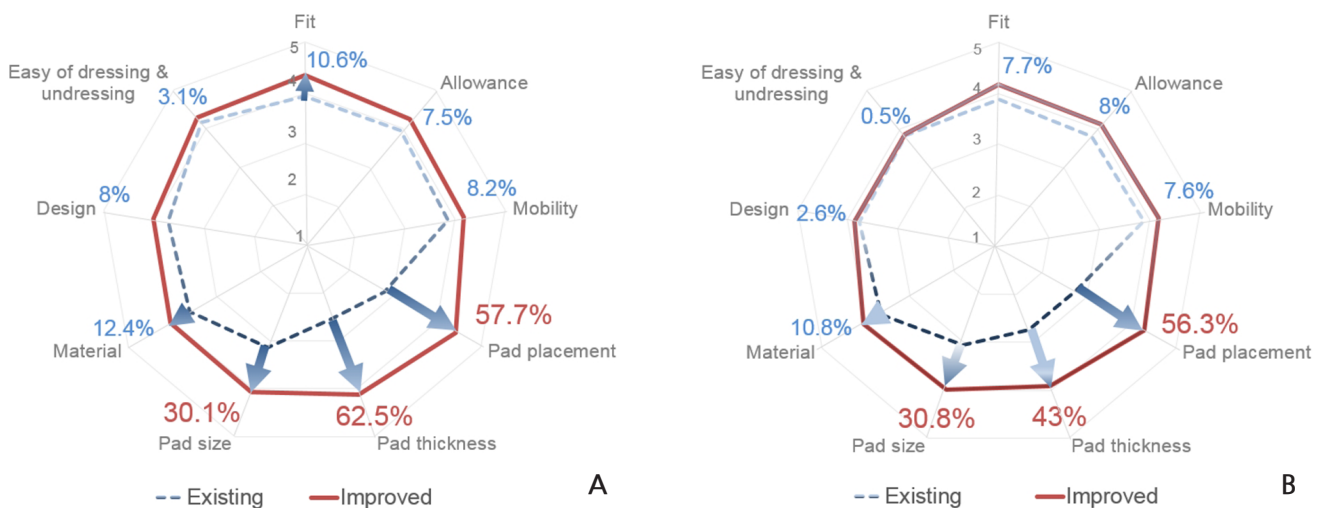 Fit
5
10.6%
Easy of dressing &
undressing
Allowance
4
3.1%
7.5%
3
2
8.2%
8%
Design
Mobility
1
57.7%
12.4%
Material
Pad placement
30.1%
62.5%
Pad size
Pad thickness
Existing
Improved
A
Fit
5
7.7%
Easy of dressing &
undressing
Allowance
4
0.5%
8%
3
2
7.6%
Design
2.6%
Mobility
1
56.3%
10.8%
Material
Pad placement
30.8%
43%
Pad size
Pad thickness
Existing
Improved
B